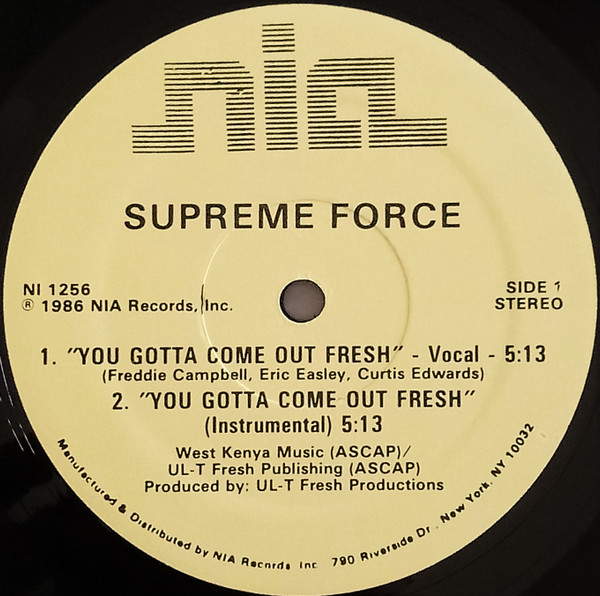 nia
SUPREME FORCE
NI 1256
℗ 1986 NIA Records, Inc.
SIDE 1
STEREO
1. "YOU GOTTA COME OUT FRESH" - Vocal - 5:13
(Freddie Campbell, Eric Easley, Curtis Edwards)
2. "YOU GOTTA COME OUT FRESH"
(Instrumental) 5:13
West Kenya Music (ASCAP)/
UL-T Fresh Publishing (ASCAP)
Produced by: UL-T Fresh Productions
Manufactured & Distributed by NIA Records Inc. 790 Riverside Dr., New York, NY 10032